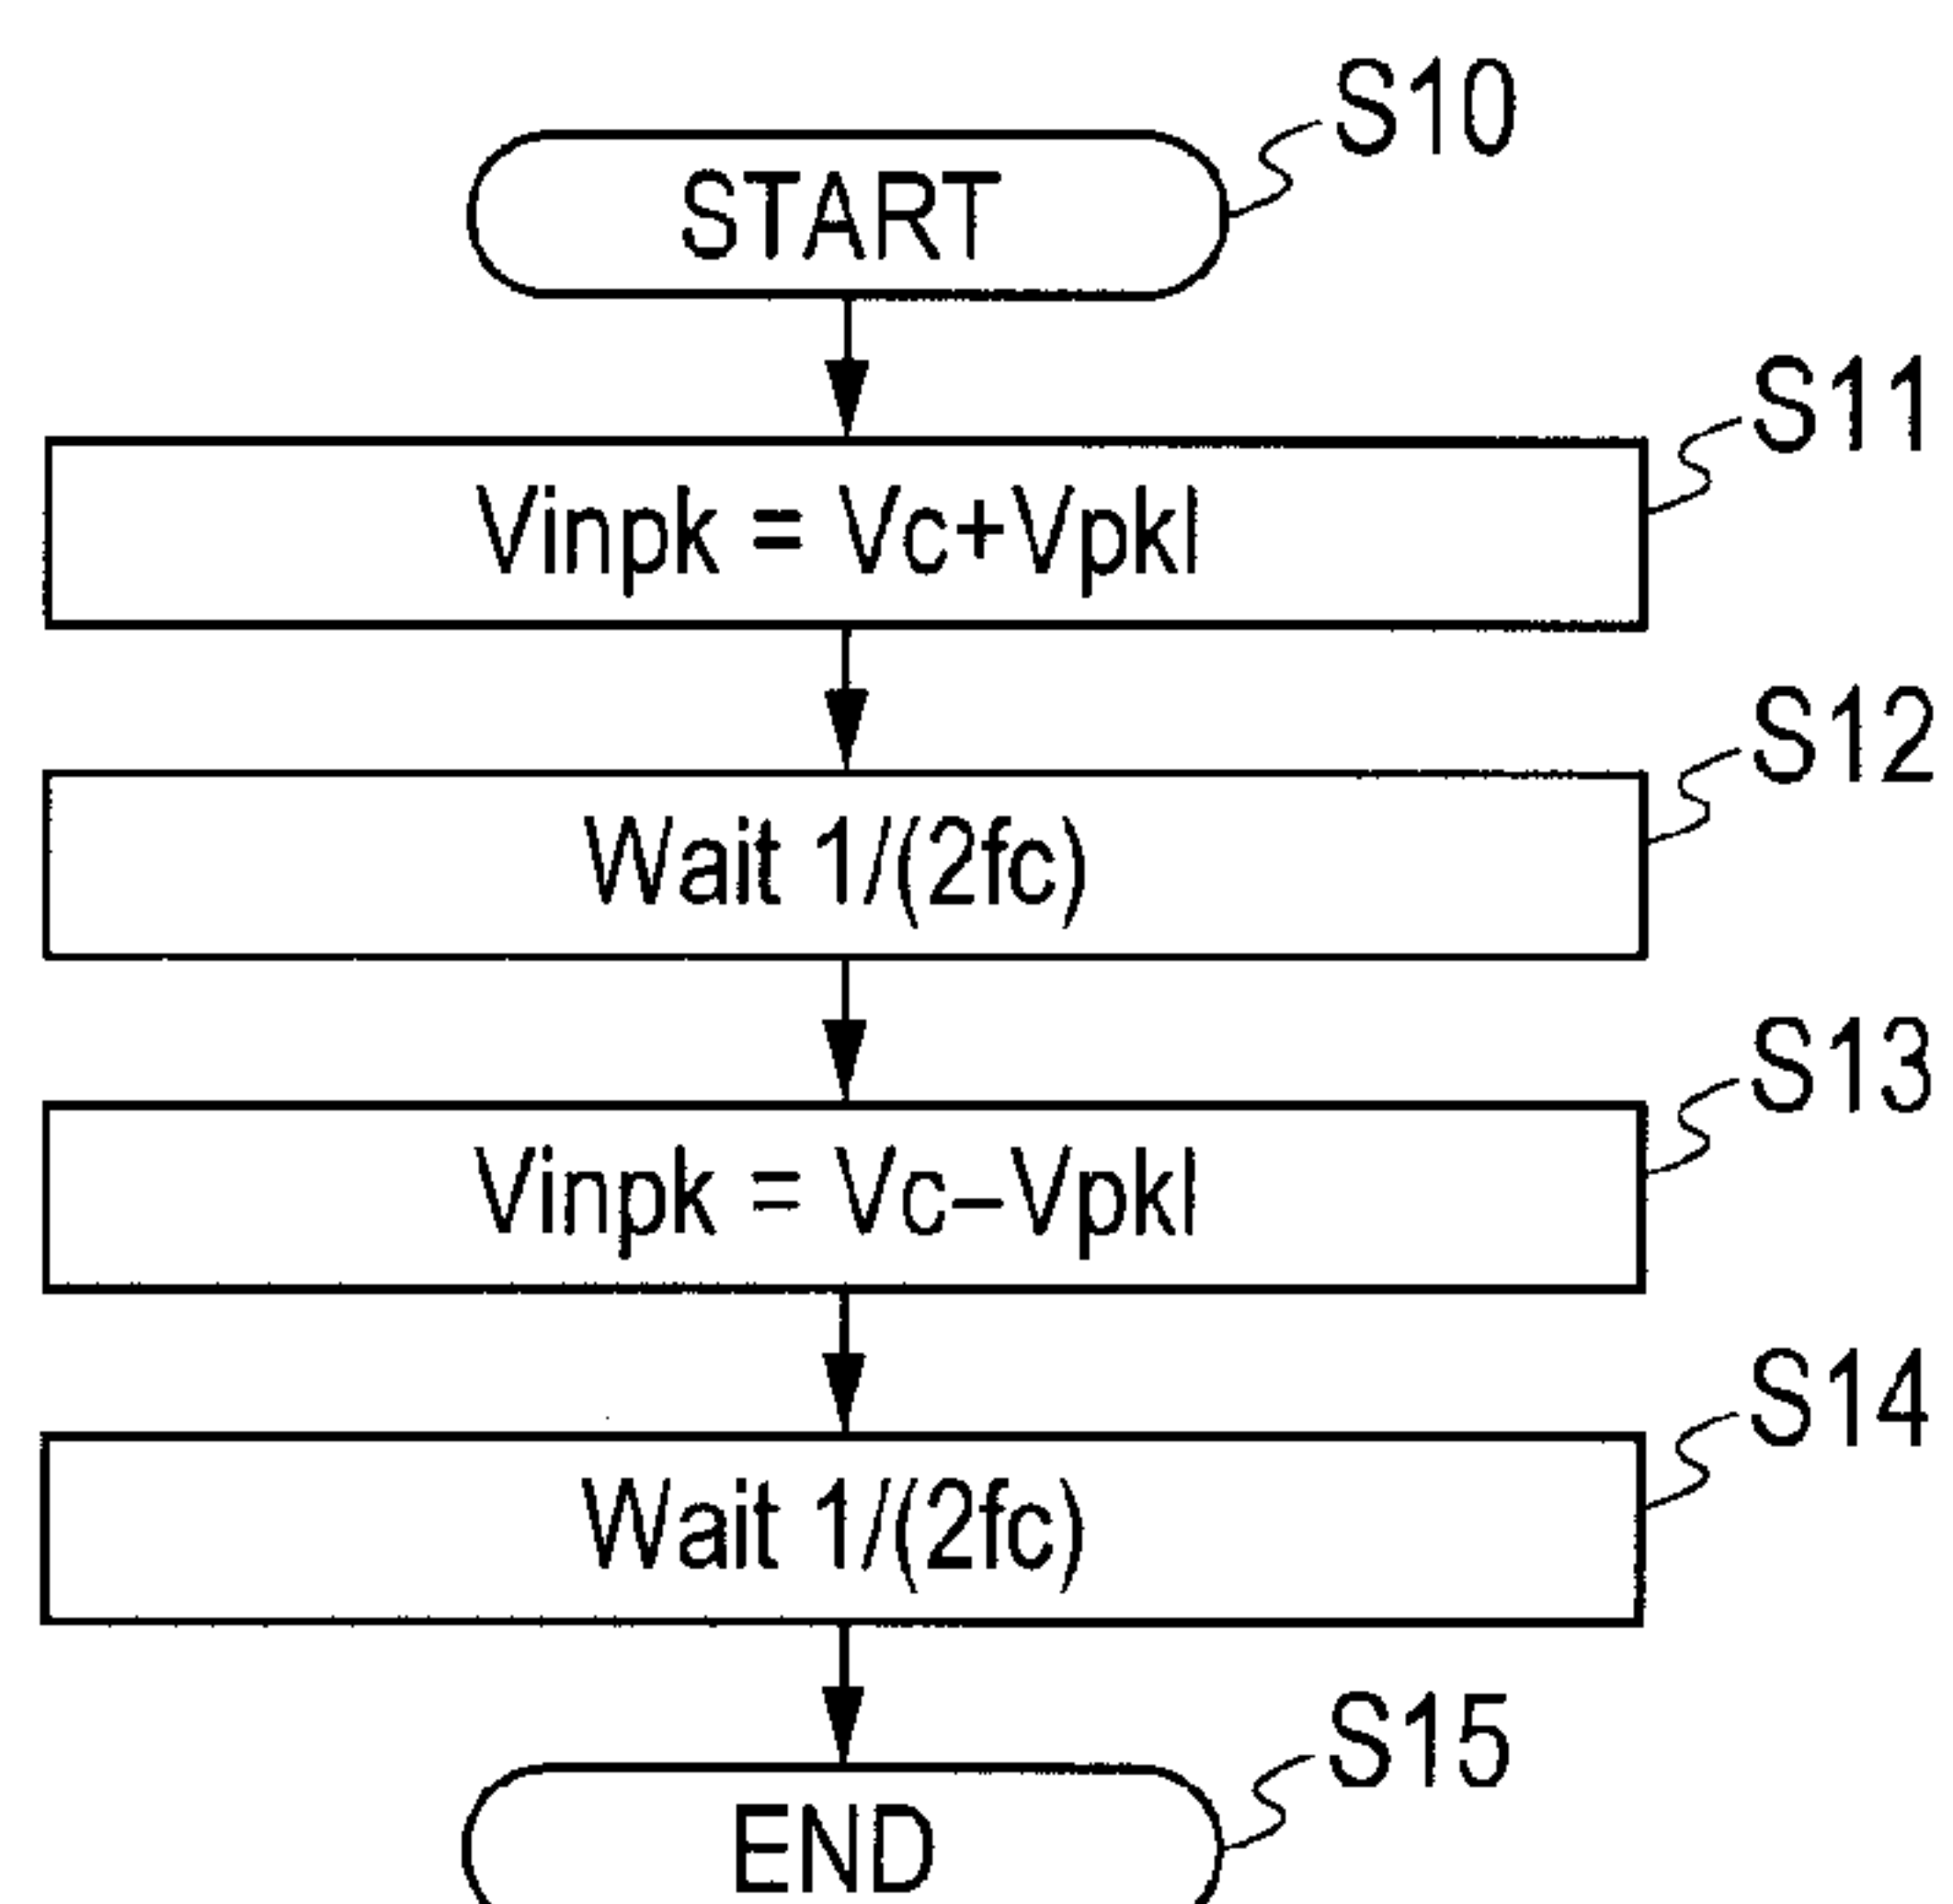 S10
START
S11
Vinpk = Vc+Vpkl
S12
Wait 1/(2fc)
S13
Vinpk = Vc–Vpkl
S14
Wait 1/(2fc)
S15
END